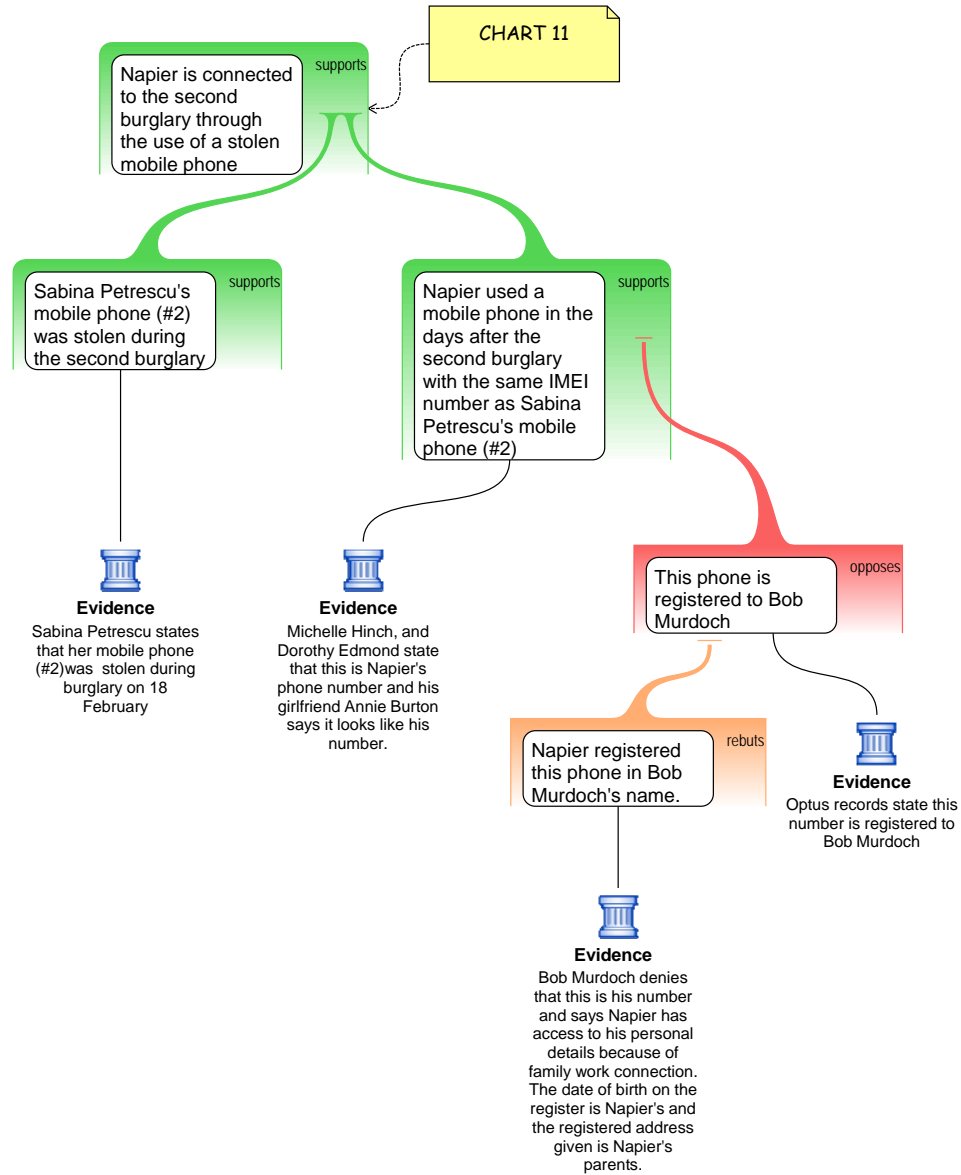 CHART 11
supports
Napier is connected
to the second
burglary through
the use of a stolen
mobile phone
supports
Sabina Petrescu's
mobile phone (#2)
was stolen during
the second burglary
supports
Napier used a
mobile phone in the
days after the
second burglary
with the same IMEI
number as Sabina
Petrescu's mobile
phone (#2)
Evidence
Sabina Petrescu states
that her mobile phone
(#2)was  stolen during
burglary on 18
February
Evidence
Michelle Hinch, and
Dorothy Edmond state
that this is Napier's
phone number and his
girlfriend Annie Burton
says it looks like his
number.
opposes
This phone is
registered to Bob
Murdoch
rebuts
Napier registered
this phone in Bob
Murdoch's name.
Evidence
Optus records state this
number is registered to
Bob Murdoch
Evidence
Bob Murdoch denies
that this is his number
and says Napier has
access to his personal
details because of
family work connection.
The date of birth on the
register is Napier's and
the registered address
given is Napier's
parents.